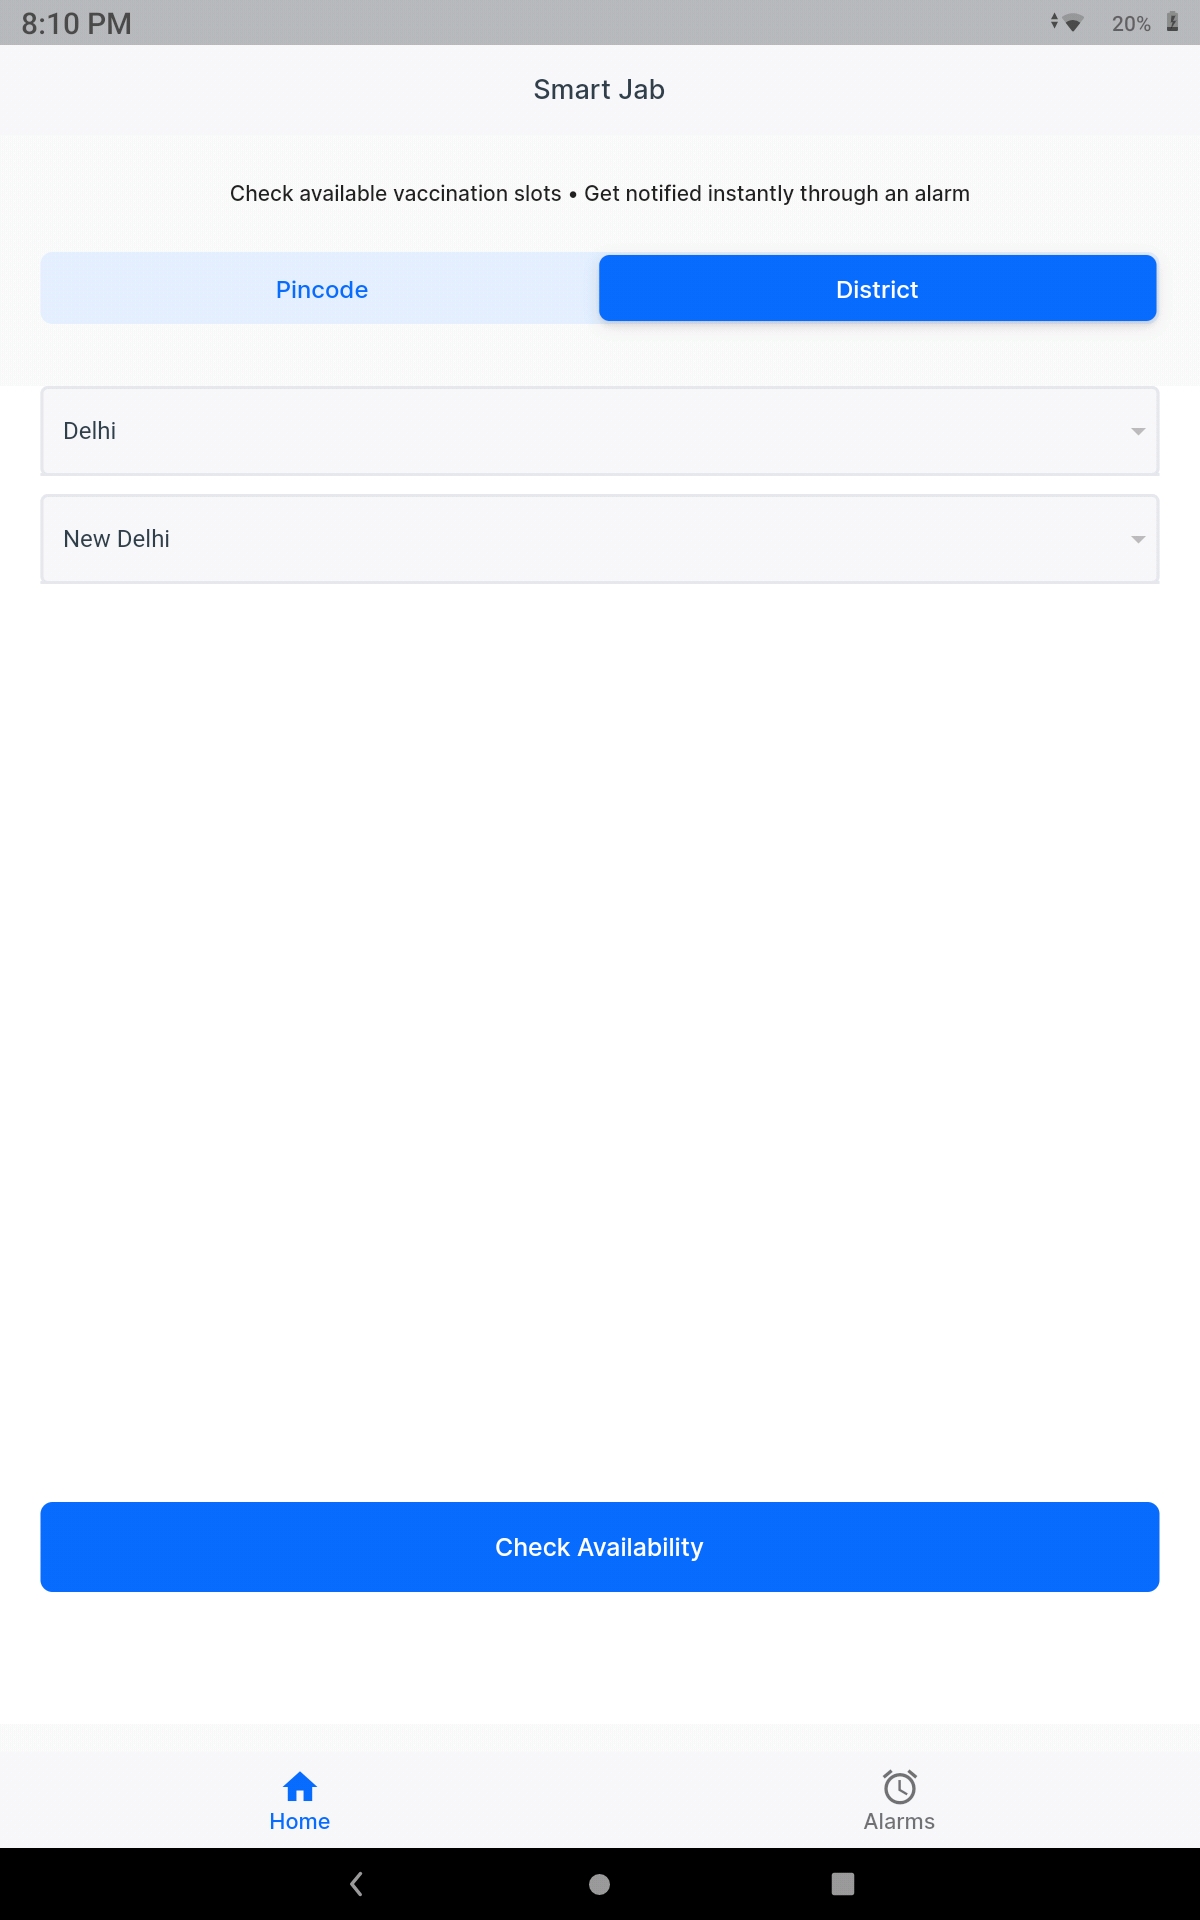 8:10 PM 20%
Smart Jab
Check available vaccination slots • Get notified instantly through an alarm
Pincode District
Delhi
New Delhi
Check Availability
Home Alarms